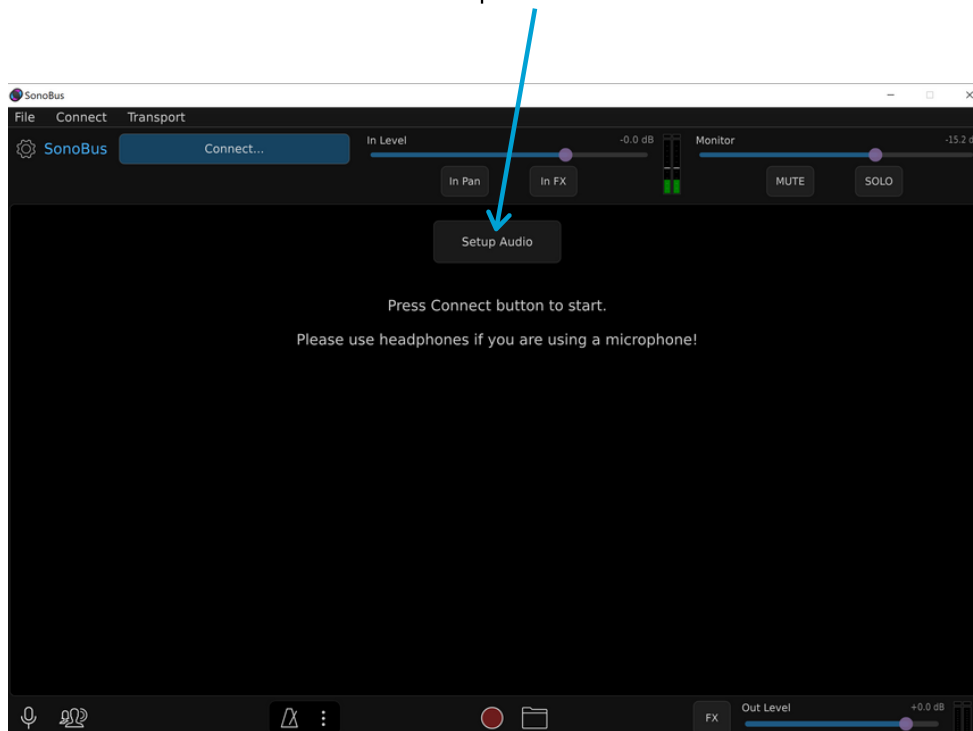 SonoBus
File Connect Transport
SonoBus Connect... In Level -0.0 dB Monitor -15.2
In Pan In FX MUTE SOLO
Setup Audio
Press Connect button to start.
Please use headphones if you are using a microphone!
FX Out Level +0.0 dB